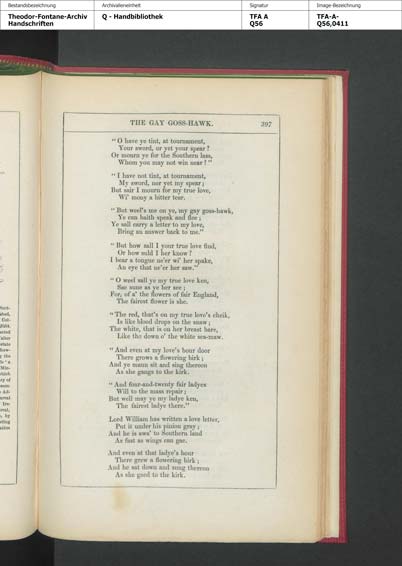 Bestandsbezeichnung Archivalieneinheit Signatur Image-Bezeichnung
Theodor-Fontane-Archiv Q - Handbibliothek TFA A TFA-A-
Handschriften Q56 Q56,0411
THE GAY GOSS-HAWK. 397
" O have ye tint, at tournament,
Your sword, or yet your spear?
Or mourn ye for the Southern lass,
Whom you may not win near?"
" I have not tint, at tournament,
My sword, nor yet my spear;
But sair I mourn for my true love,
Wi' mony a bitter tear.
" But weel's me on ye, my gay goss-hawk,
Ye can baith speak and flee;
Ye sall carry a letter to my love,
Bring an answer back to me."
" But how sall I your true love find,
Or how suld I her know?
I bear a tongue ne'er wi' her spake,
An eye that ne'er her saw."
" O weel sall ye my true love ken,
Sae sune as ye her see;
For, of a' the flowers of fair England,
The fairest flower is she.
" The red, that's on my true love's cheik,
Is like blood drops on the snaw;
The white, that is on her breast bare,
Like the down o' the white sea-maw.
" And even at my love's bour door
There grows a flowering birk;
And ye maun sit and sing thereon
As she gangs to the kirk.
" And four-and-twenty fair ladyes
Will to the mass repair;
But weel may ye my ladye ken,
The fairest ladye there."
Lord William has written a love letter,
Put it under his pinion gray;
And he is awa' to Southern land
As fast as wings can gae.
And even at that ladye's bour
There grew a flowering birk;
And he sat down and sung thereon
As she gaed to the kirk.